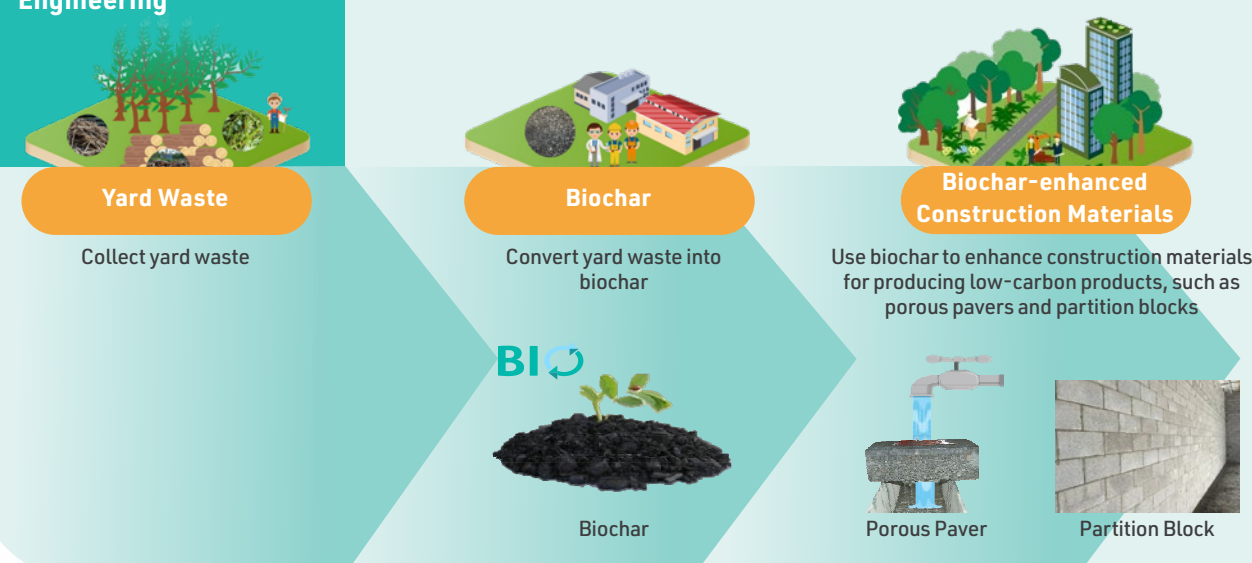 Engineering
Yard Waste
Collect yard waste
Biochar
Convert yard waste into
biochar
Biochar-enhanced
Construction Materials
Use biochar to enhance construction materials
for producing low-carbon products, such as
porous pavers and partition blocks
BIO
Biochar
Porous Paver
Partition Block